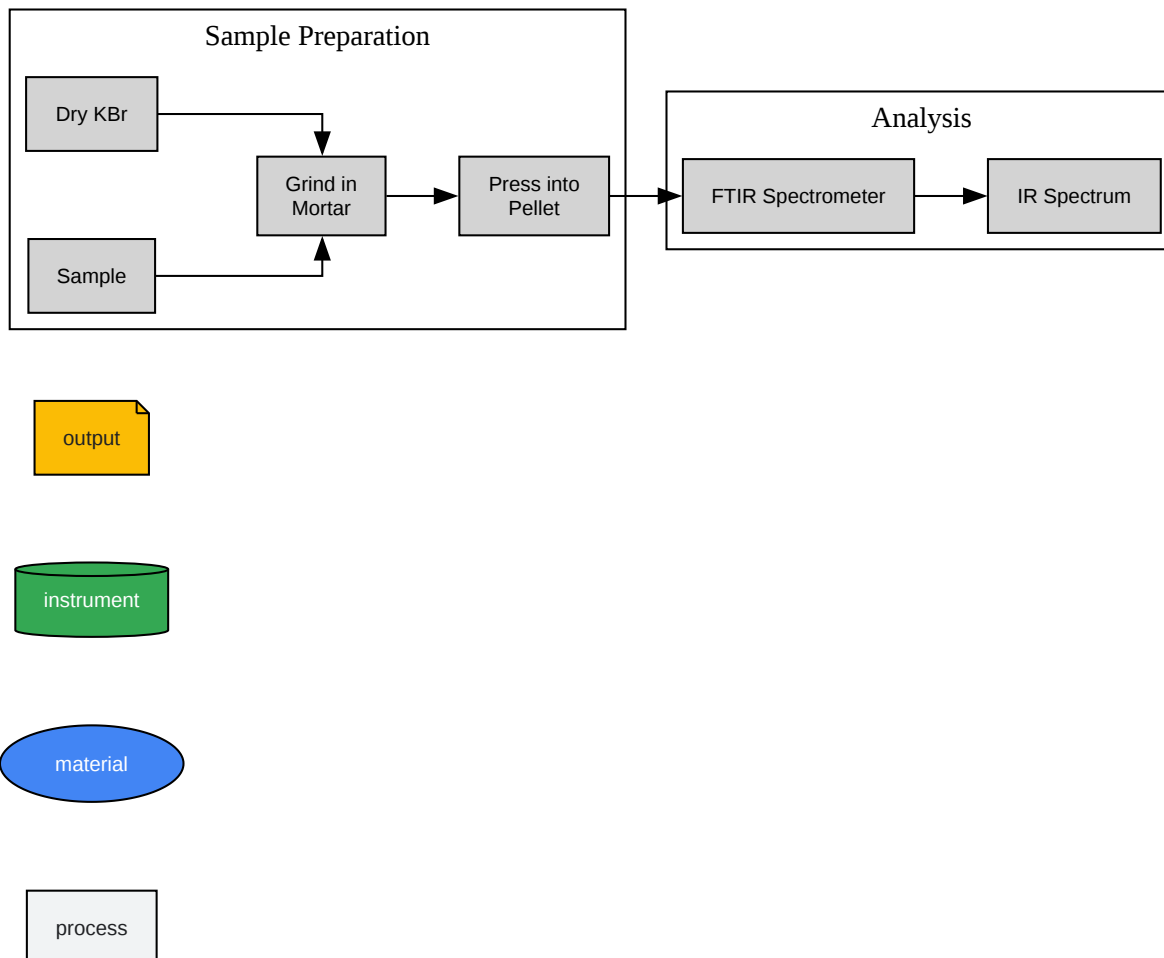 Sample Preparation
Dry KBr
Sample
Grind in
Mortar
Press into
Pellet
Analysis
FTIR Spectrometer
IR Spectrum
output
instrument
material
process